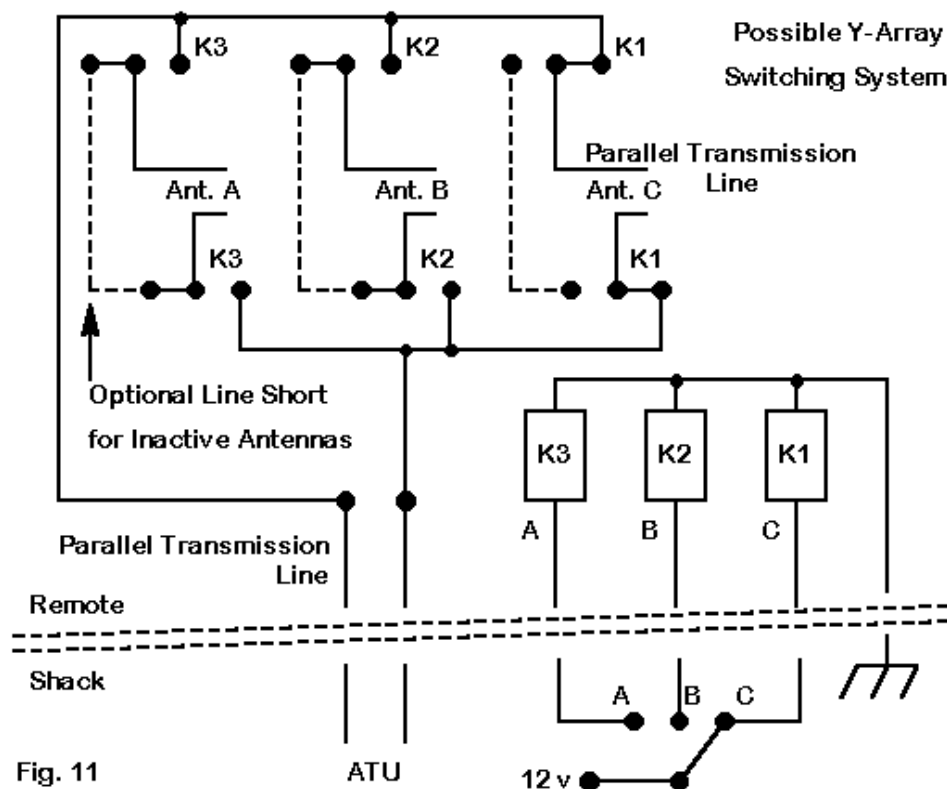 K3
K2
K1
Possible Y-Array
Switching System
Parallel Transmission
Line
Ant. A
Ant. B
Ant. C
K3
K2
K1
Optional Line Short
for Inactive Antennas
K3
K2
K1
A
B
C
Parallel Transmission
Line
Remote
Shack
A
B
C
Fig. 11
ATU
12 v